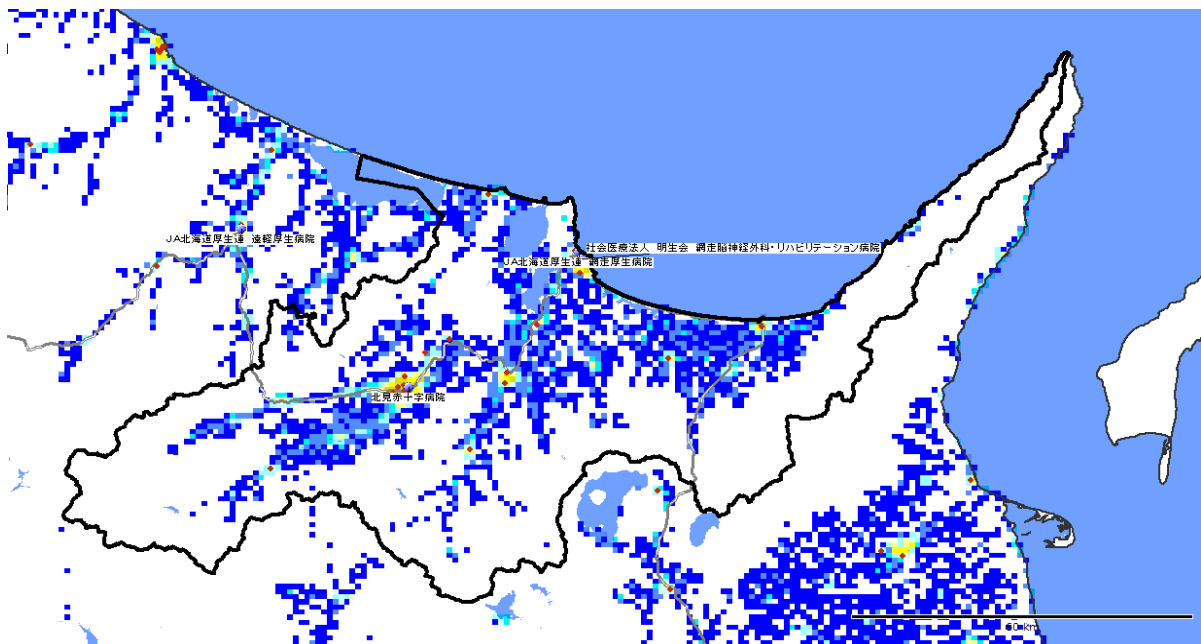 JA北海道厚生連 遠軽厚生病院
社会医療法人 明生会 網走脳神経外科・リハビリテーション病院
JA北海道厚生連 網走厚生病院
北見赤十字病院
60 km